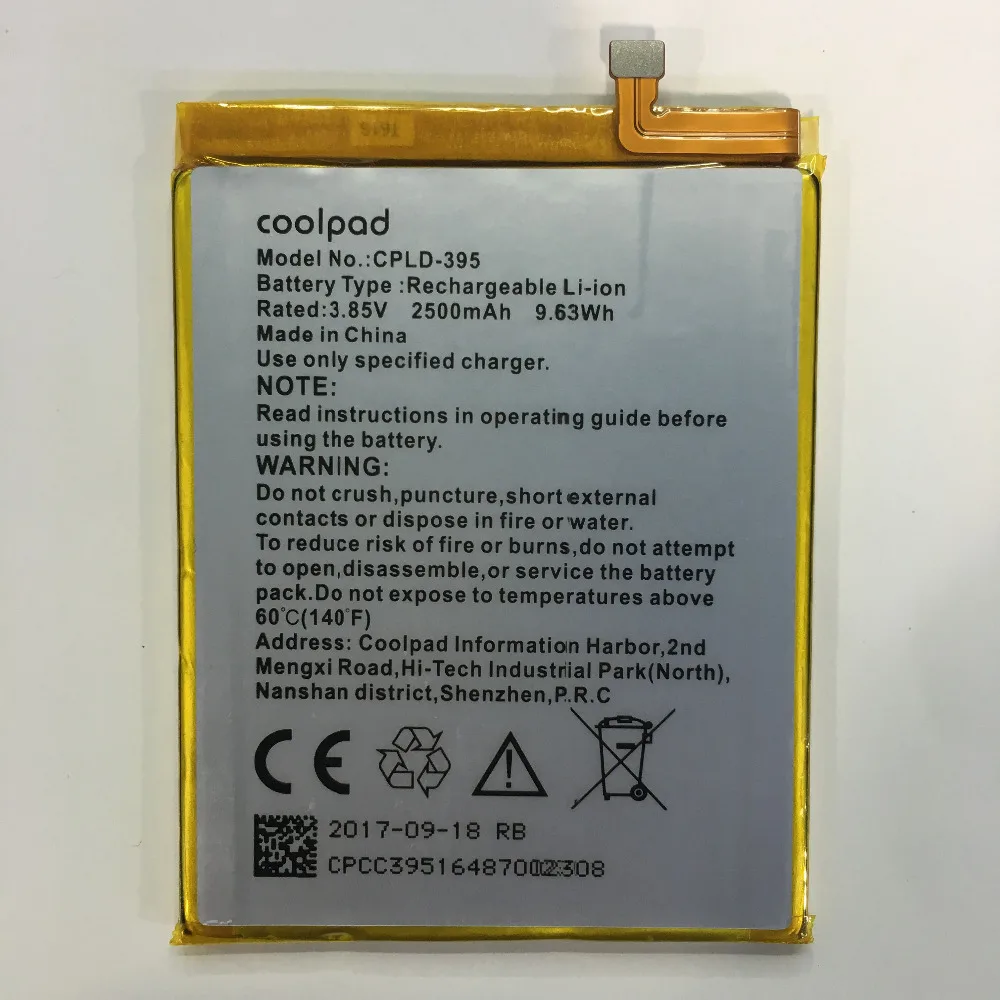 coolpad
Model No.:CPLD-395
Battery Type :Rechargeable Li-ion
Rated:3.85V 2500mAh 9.63Wh
Made in China
Use only specified charger.
NOTE:
Read instructions in operating guide before
using the battery.
WARNING:
Do not crush,puncture,short external
contacts or dispose in fire or water.
To reduce risk of fire or burns,do not attempt
to open,disassemble,or service the battery
pack.Do not expose to temperatures above
60℃(140°F)
Address: Coolpad Information Harbor,2nd
Mengxi Road,Hi-Tech Industrial Park(North),
Nanshan district,Shenzhen,P.R.C
CE
2017-09-18 RB